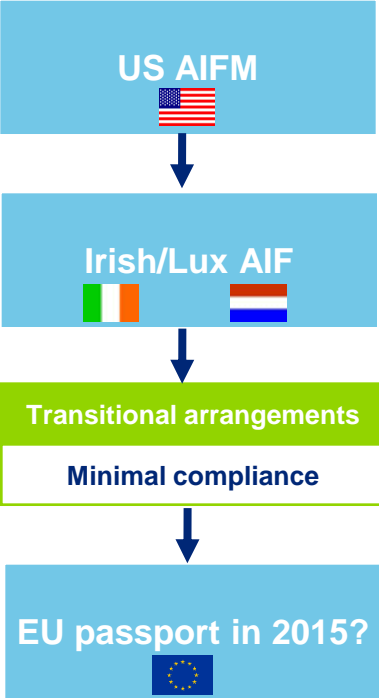 US AIFM
Irish/Lux AIF
Transitional arrangements
Minimal compliance
EU passport in 2015?